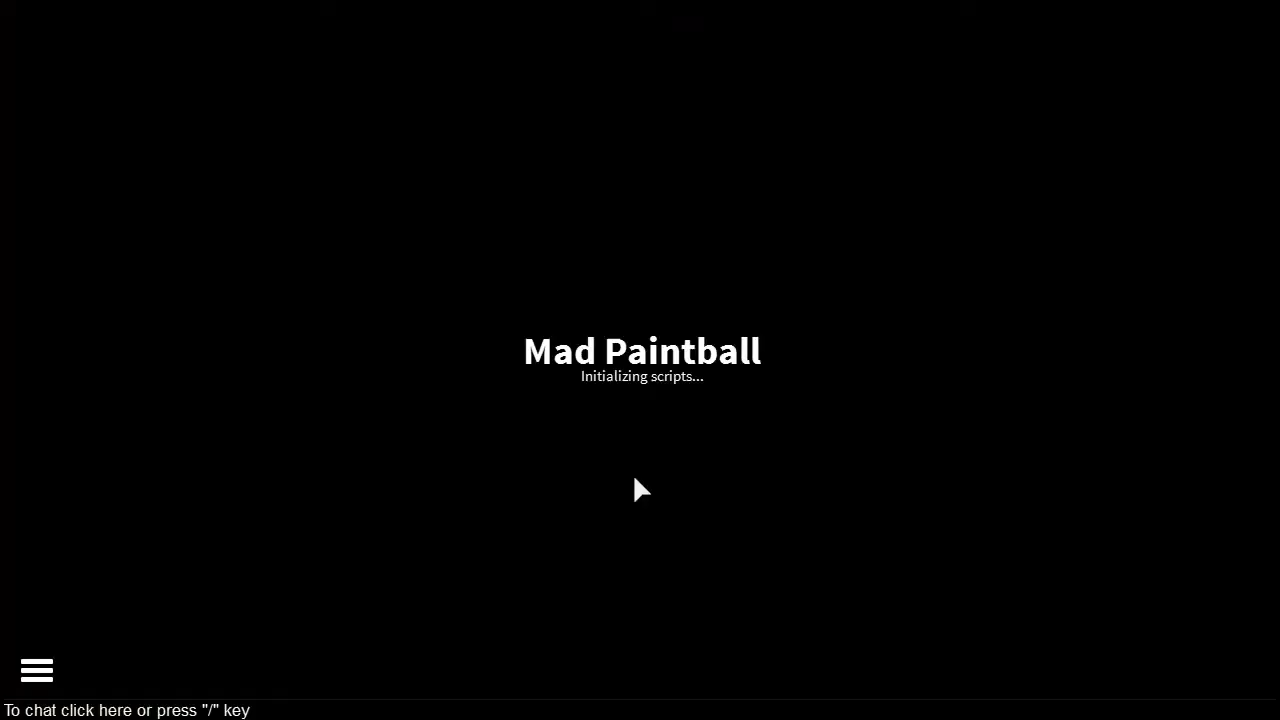 Mad Paintball
Initializing scripts...
To chat click here or press "/" key